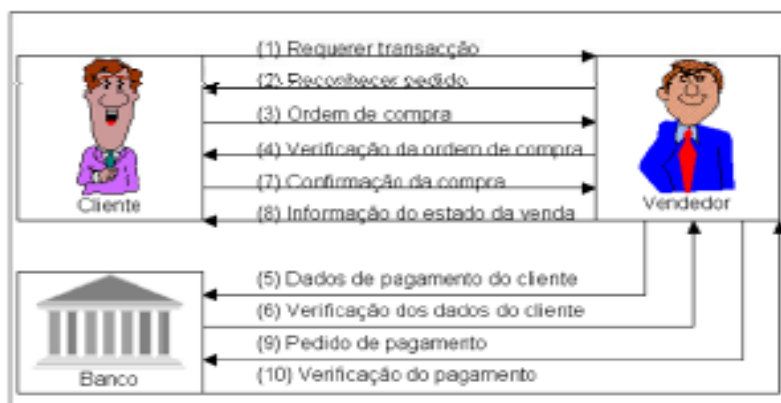 (1) Requerer transacção
(2) Reconhecer pedido
(3) Ordem de compra
(4) Verificação da ordem de compra
(7) Confirmação da compra
Cliente
Vendedor
(8) Informação do estado da venda
(5) Dados de pagamento do cliente
(6) Verificação dos dados do cliente
(9) Pedido de pagamento
Banco
(10) Verificação do pagamento